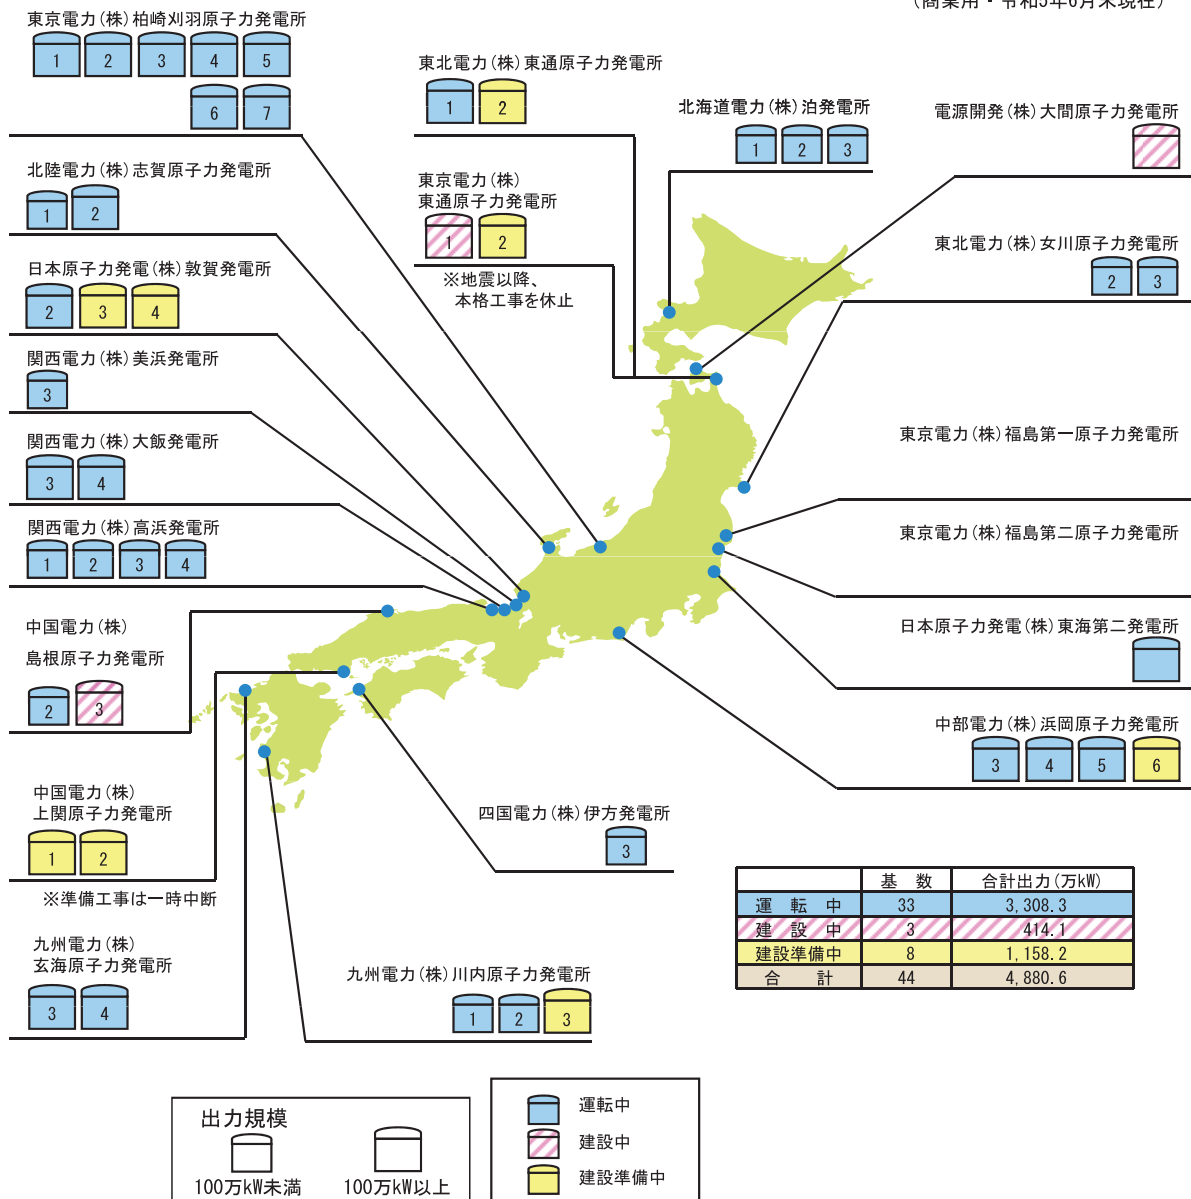 (商業用・令和5年6月末現在)
東京電力(株)柏崎刈羽原子力発電所
1 2 3 4 5
6 7
北陸電力(株)志賀原子力発電所
1 2
日本原子力発電(株)敦賀発電所
2 3 4
関西電力(株)美浜発電所
3
関西電力(株)大飯発電所
3 4
関西電力(株)高浜発電所
1 2 3 4
中国電力(株)
島根原子力発電所
2 3
中国電力(株)
上関原子力発電所
1 2
※準備工事は一時中断
九州電力(株)
玄海原子力発電所
3 4
東北電力(株)東通原子力発電所
1 2
東京電力(株)
東通原子力発電所
1 2
※地震以降、
本格工事を休止
北海道電力(株)泊発電所
1 2 3
電源開発(株)大間原子力発電所
東北電力(株)女川原子力発電所
2 3
東京電力(株)福島第一原子力発電所
東京電力(株)福島第二原子力発電所
日本原子力発電(株)東海第二発電所
中部電力(株)浜岡原子力発電所
3 4 5 6
四国電力(株)伊方発電所
3
九州電力(株)川内原子力発電所
1 2 3
基 数 合計出力(万kW)
運 転 中 33 3,308.3
建 設 中 3 414.1
建設準備中 8 1,158.2
合 計 44 4,880.6
出力規模
100万kW未満 100万kW以上
運転中
建設中
建設準備中